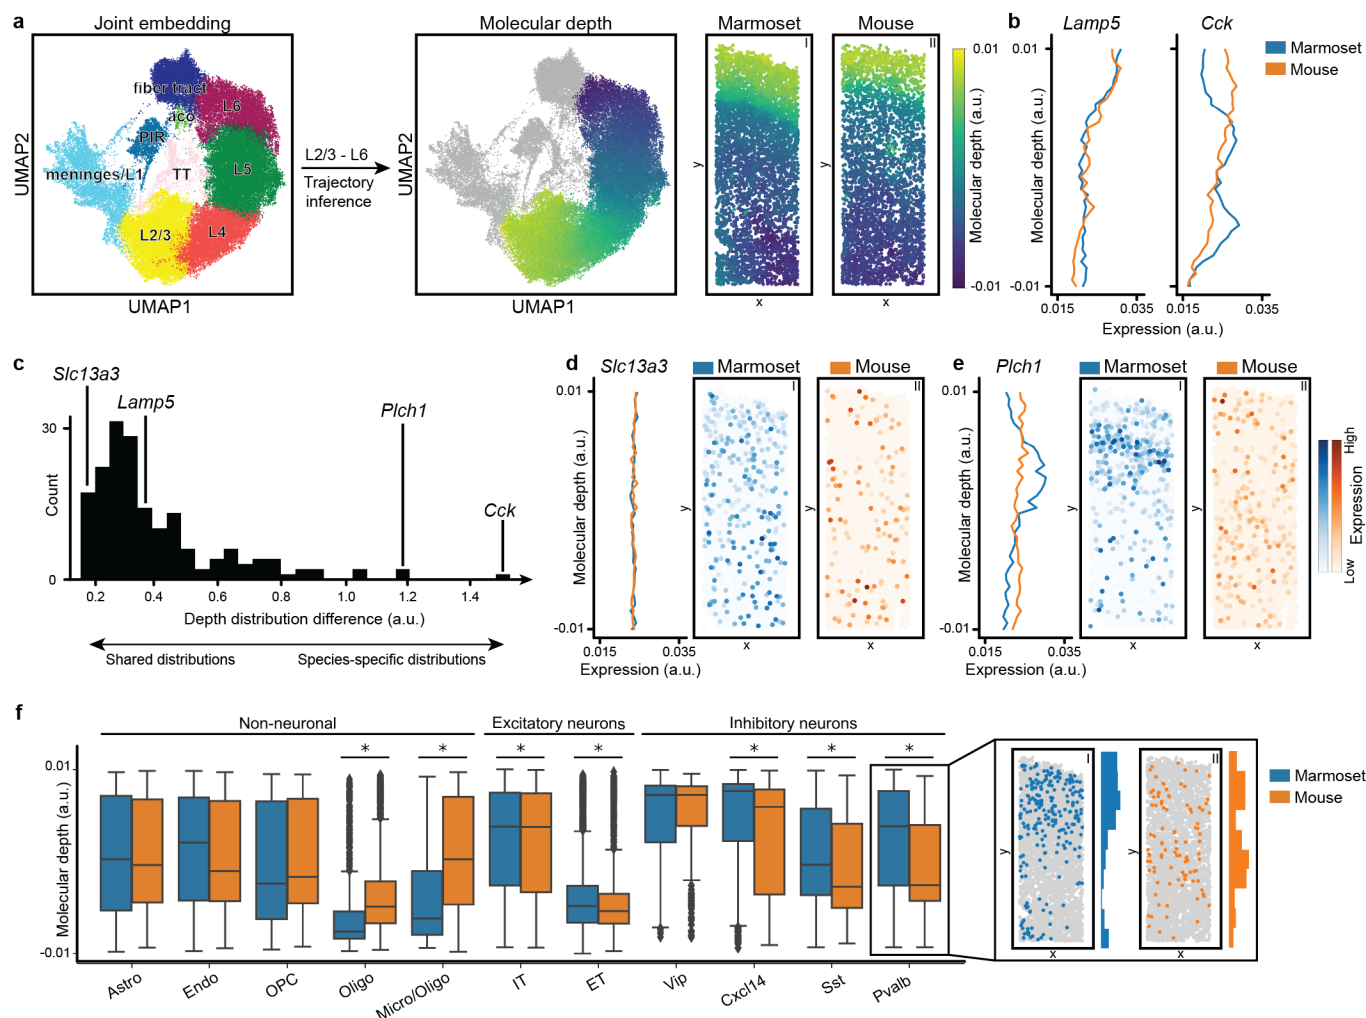 a
Joint embedding
fiber tract
L6
aco
PIR
L5
meninges/L1
TT
L2/3
L4
UMAP2
UMAP1
L2/3 - L6
Trajectory
inference
Molecular depth
UMAP2
UMAP1
Marmoset
I
y
x
Mouse
II
y
x
0.01
-0.01
Molecular depth (a.u.)
b
Lamp5
Cck
Marmoset
Mouse
0.01
-0.01
Molecular depth (a.u.)
0.01
-0.01
0.015
0.035
0.015
0.035
Expression (a.u.)
c
Slc13a3
Lamp5
Plch1
Cck
30
0
Count
0.2
0.4
0.6
0.8
1.0
1.2
1.4
Depth distribution difference (a.u.)
Shared distributions
Species-specific distributions
d
Slc13a3
Marmoset
Mouse
0.01
-0.01
Molecular depth (a.u.)
0.015
0.035
Expression (a.u.)
I
y
x
II
y
x
e
Plch1
Marmoset
Mouse
0.01
-0.01
Molecular depth (a.u.)
0.015
0.035
Expression (a.u.)
I
y
x
II
y
x
High
Low
Expression
f
Non-neuronal
Excitatory neurons
Inhibitory neurons
* * * * * * *
0.01
-0.01
Molecular depth (a.u.)
Astro
Endo
OPC
Oligo
Micro/Oligo
IT
ET
Vip
Cxcl14
Sst
Pvalb
I
y
x
II
y
x
Marmoset
Mouse